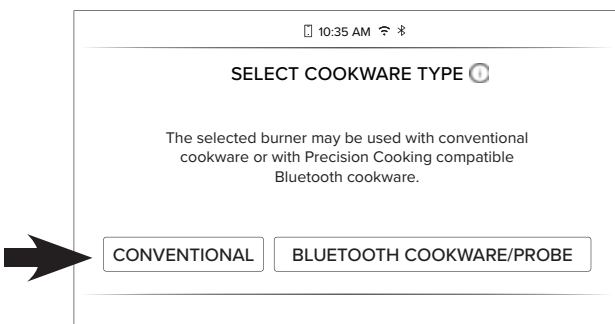 10:35 AM
SELECT COOKWARE TYPE
The selected burner may be used with conventional
cookware or with Precision Cooking compatible
Bluetooth cookware.
CONVENTIONAL
BLUETOOTH COOKWARE/PROBE